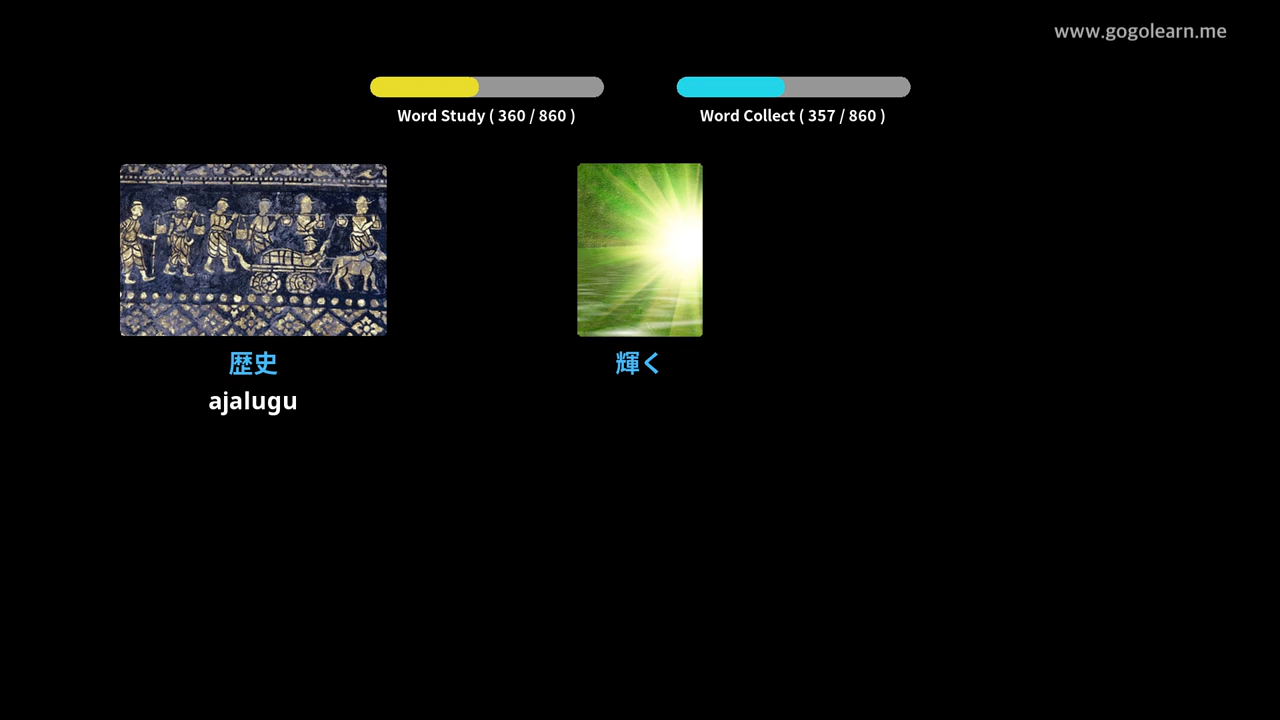 www.gogolearn.me
Word Study ( 360 / 860 )
Word Collect ( 357 / 860 )
歴史
ajalugu
輝く